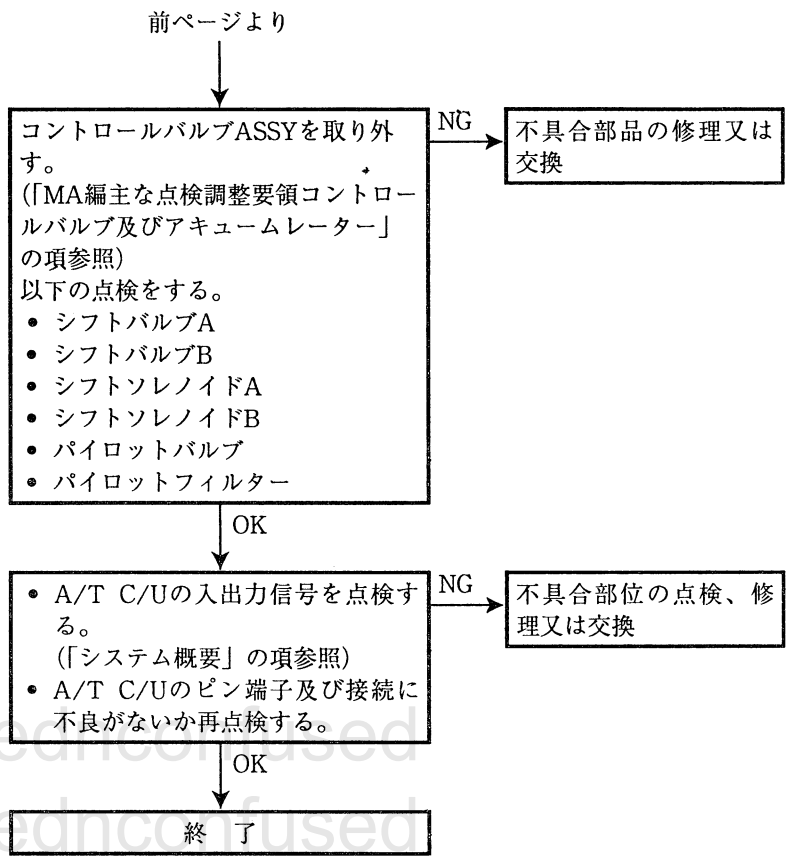 前ページより
コントロールバルブASSYを取り外
す。
(「MA編主な点検調整要領コントロー
ルバルブ及びアキュームレーター」
の項参照)
以下の点検をする。
• シフトバルブA
• シフトバルブB
• シフトソレノイドA
• シフトソレノイドB
• パイロットバルブ
• パイロットフィルター
NG
不具合部品の修理又は
交換
OK
• A/T C/Uの入出力信号を点検す
る。
(「システム概要」の項参照)
• A/T C/Uのピン端子及び接続に
不良がないか再点検する。
NG
不具合部位の点検、修
理又は交換
OK
終 了
ednconfused
ednconfused